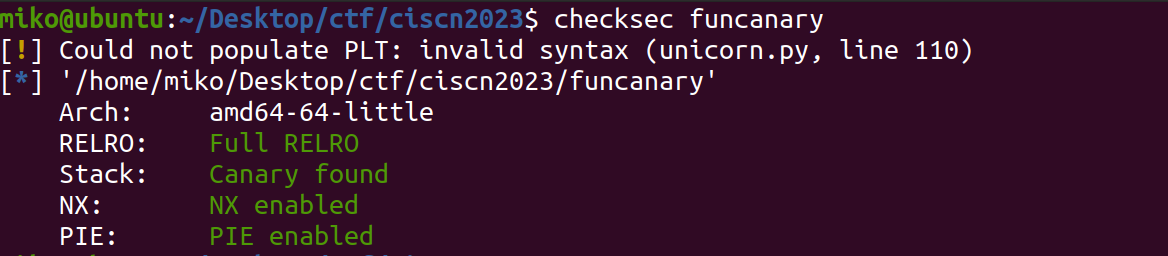 miko@ubuntu:~/Desktop/ctf/ciscn2023$ checksec funcanary
[!] Could not populate PLT: invalid syntax (unicorn.py, line 110)
[*] '/home/miko/Desktop/ctf/ciscn2023/funcanary'
    Arch:     amd64-64-little
    RELRO:    Full RELRO
    Stack:    Canary found
    NX:       NX enabled
    PIE:      PIE enabled